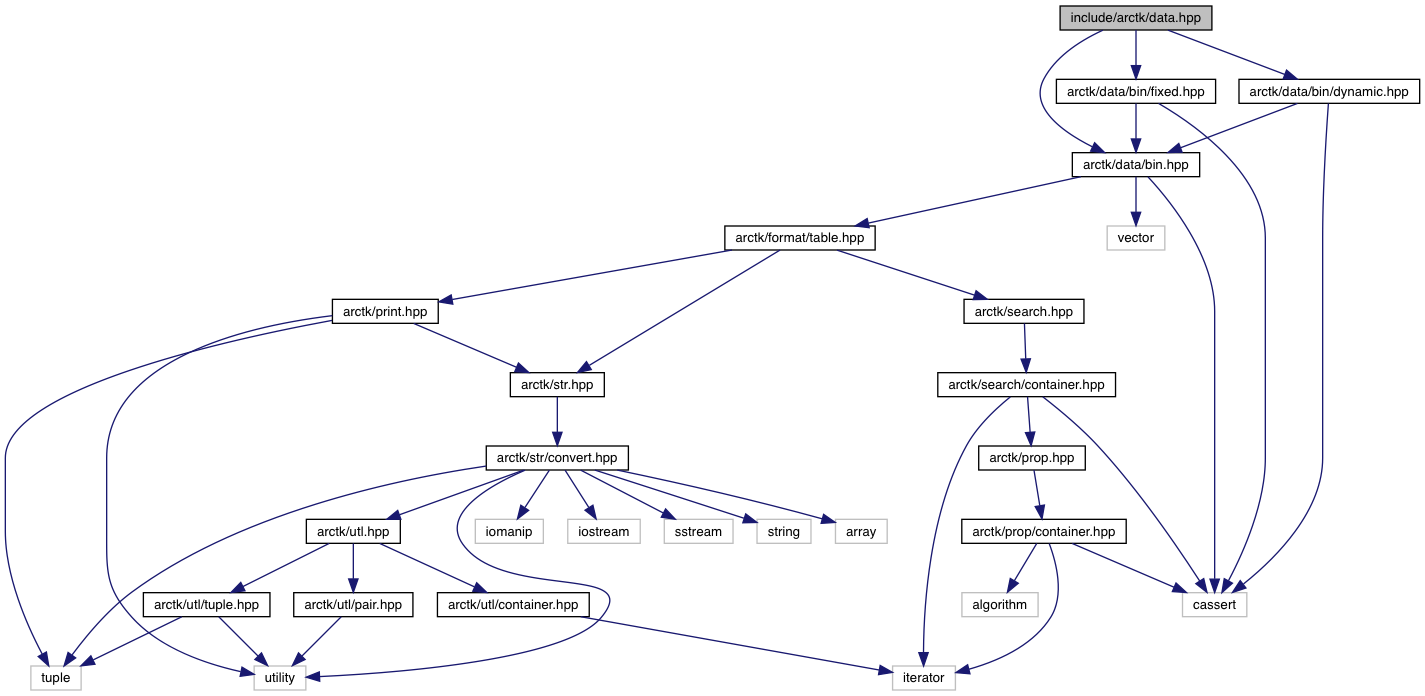 include/arctk/data.hpp
arctk/data/bin/fixed.hpp
arctk/data/bin/dynamic.hpp
arctk/data/bin.hpp
arctk/format/table.hpp
vector
arctk/print.hpp
arctk/search.hpp
arctk/str.hpp
arctk/search/container.hpp
arctk/str/convert.hpp
arctk/prop.hpp
arctk/utl.hpp
iomanip
iostream
sstream
string
array
arctk/prop/container.hpp
arctk/utl/tuple.hpp
arctk/utl/pair.hpp
arctk/utl/container.hpp
algorithm
cassert
tuple
utility
iterator